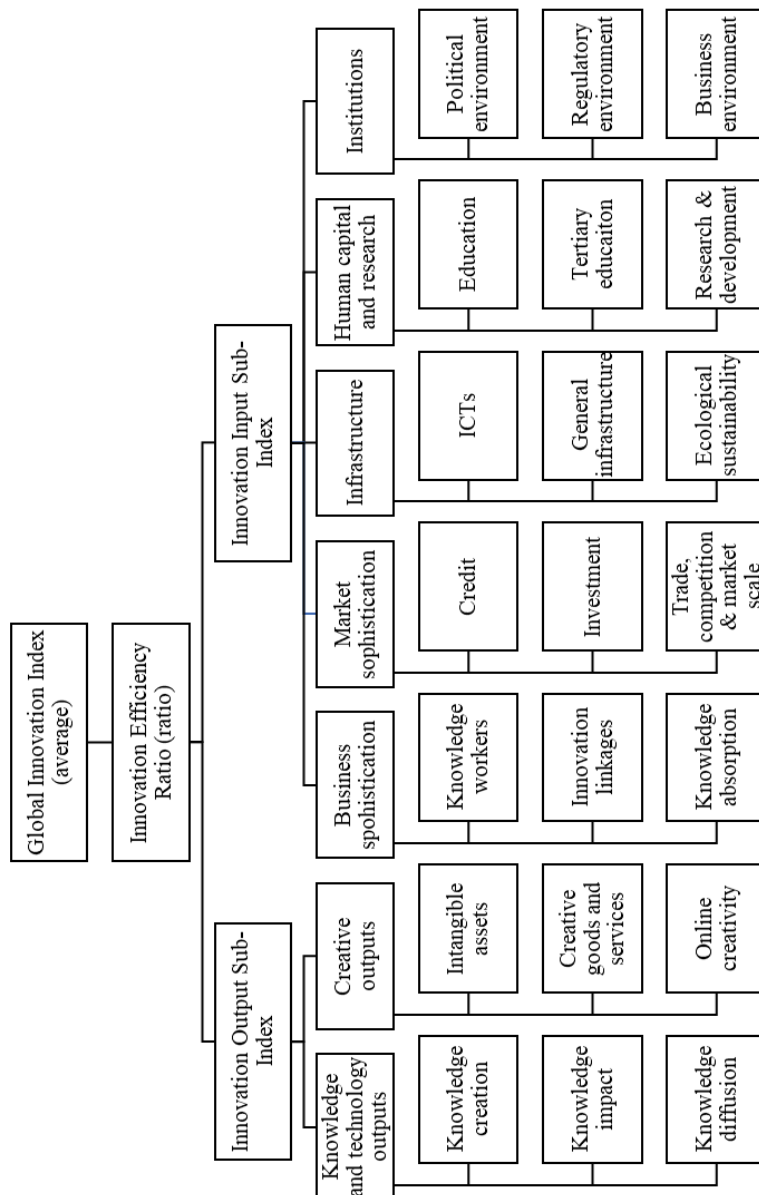 Global Innovation Index
(average)
Innovation Efficiency
Ratio (ratio)
Innovation Output Sub-
Index
Innovation Input Sub-
Index
Knowledge
and technology
outputs
Creative
outputs
Business
spohistication
Market
sophistication
Infrastructure
Human capital
and research
Institutions
Knowledge
creation
Intangible
assets
Knowledge
workers
Credit
ICTs
Education
Political
environment
Knowledge
impact
Creative
goods and
services
Innovation
linkages
Investment
General
infrastructure
Tertiary
educaiton
Regulatory
environment
Knowledge
diffusion
Online
creativity
Knowledge
absorption
Trade,
competition
& market
scale
Ecological
sustainability
Research &
development
Business
environment